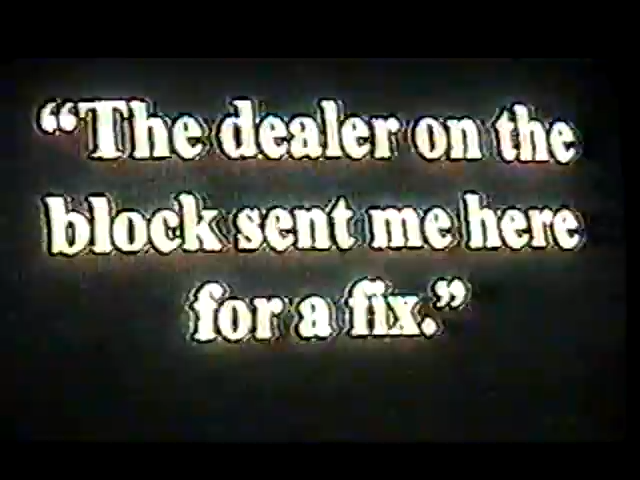 “The dealer on the
block sent me here
for a fix.”